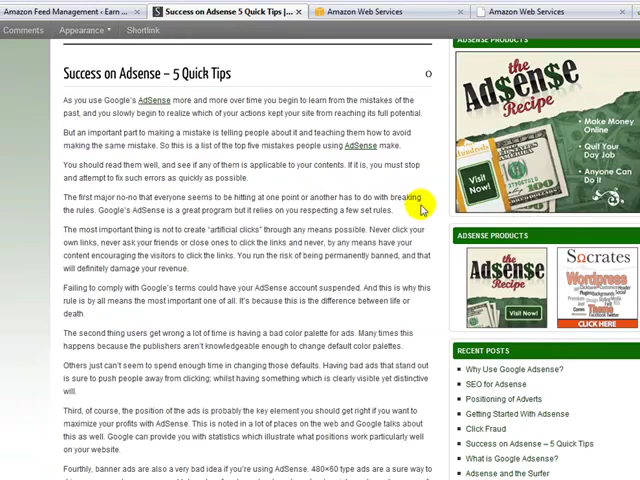 Amazon Feed Management ‹ Earn ...
Success on Adsense 5 Quick Tips |...
Amazon Web Services
Amazon Web Services
Comments
Appearance
Shortlink
ADSENSE PRODUCTS
Success on Adsense – 5 Quick Tips
0
As you use Google's AdSense more and more over time you begin to learn from the mistakes of the
past, and you slowly begin to realize which of your actions kept your site from reaching its full potential.
But an important part to making a mistake is telling people about it and teaching them how to avoid
making the same mistake. So this is a list of the top five mistakes people using AdSense make.
You should read them well, and see if any of them is applicable to your contents. If it is, you must stop
and attempt to fix such errors as quickly as possible.
The first major no-no that everyone seems to be hitting at one point or another has to do with breaking
the rules. Google's AdSense is a great program but it relies on you respecting a few set rules.
The most important thing is not to create "artificial clicks" through any means possible. Never click your
own links, never ask your friends or close ones to click the links and never, by any means have your
content encouraging the visitors to click the links. You run the risk of being permanently banned, and that
will definitely damage your revenue.
Failing to comply with Google's terms could have your AdSense account suspended. And this is why this
rule is by all means the most important one of all. It's because this is the difference between life or
death.
The second thing users get wrong a lot of time is having a bad color palette for ads. Many times this
happens because the publishers aren't knowledgeable enough to change default color palettes.
Others just can't seem to spend enough time in changing those defaults. Having bad ads that stand out
is sure to push people away from clicking; whilst having something which is clearly visible yet distinctive
will.
Third, of course, the position of the ads is probably the key element you should get right if you want to
maximize your profits with AdSense. This is noted in a lot of places on the web and Google talks about
this as well. Google can provide you with statistics which illustrate what positions work particularly well
on your website.
Fourthly, banner ads are also a very bad idea if you're using AdSense. 480×60 type ads are a sure way to
the
Ad$en$e
Recipe
• Make Money
Online
• Quit Your
Day Job
• Anyone Can
Do it
Visit
Now!
100
ADSENSE PRODUCTS
the
Ad$en$e
Recipe
Visit Now!
Socrates
Wordpress
Theme
CLICK HERE
RECENT POSTS
Why Use Google Adsense?
SEO for Adsense
Positioning of Adverts
Getting Started With Adsense
Click Fraud
Success on Adsense – 5 Quick Tips
What is Google Adsense?
Adsense and the Surfer